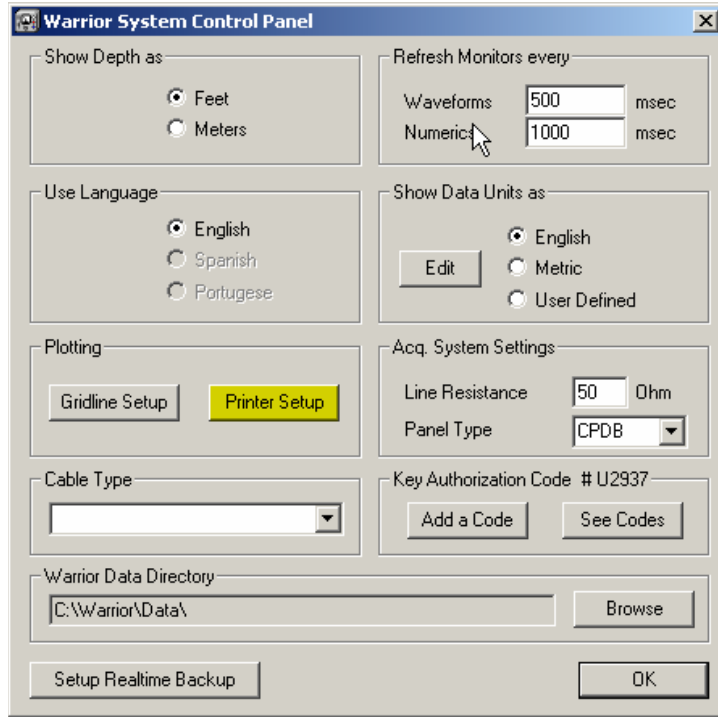 Warrior System Control Panel
Show Depth as
Feet
Meters
Refresh Monitors every
Waveforms 500 msec
Numerics 1000 msec
Use Language
English
Spanish
Portugese
Show Data Units as
Edit
English
Metric
User Defined
Plotting
Gridline Setup Printer Setup
Acq. System Settings
Line Resistance 50 Ohm
Panel Type CPDB
Cable Type
Key Authorization Code # U2937
Add a Code See Codes
Warrior Data Directory
C:\Warrior\Data\ Browse
Setup Realtime Backup OK